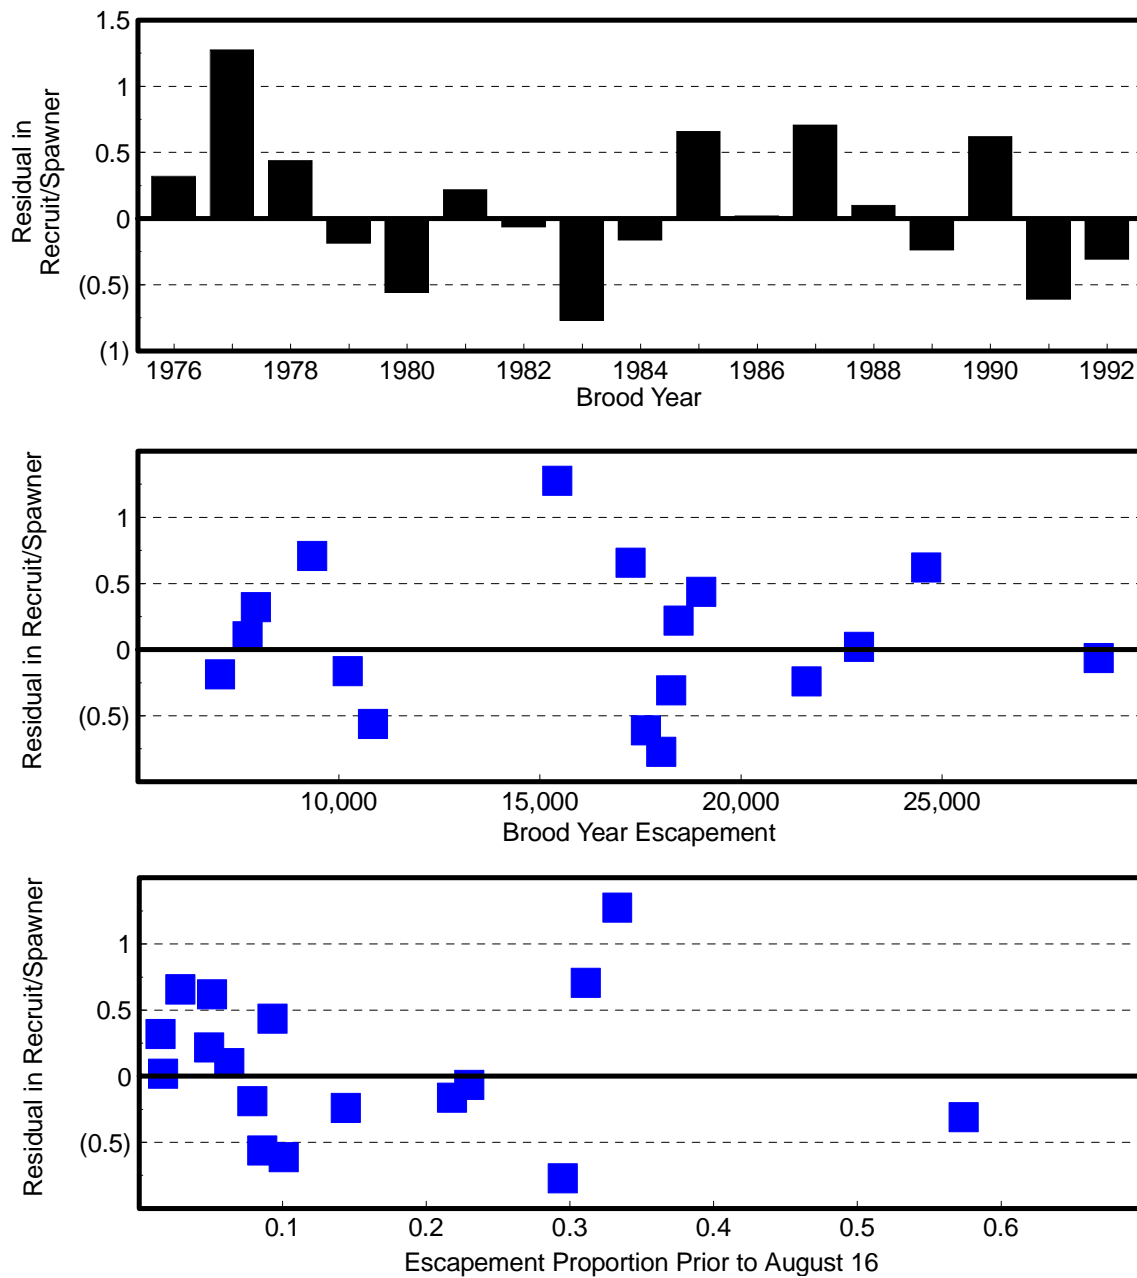 Residual in
Recruit/Spawner
1.5
1
0.5
0
(0.5)
(1)
1976 1978 1980 1982 1984 1986 1988 1990 1992
Brood Year
Residual in Recruit/Spawner
1
0.5
0
(0.5)
10,000 15,000 20,000 25,000
Brood Year Escapement
Residual in Recruit/Spawner
1
0.5
0
(0.5)
0.1 0.2 0.3 0.4 0.5 0.6
Escapement Proportion Prior to August 16